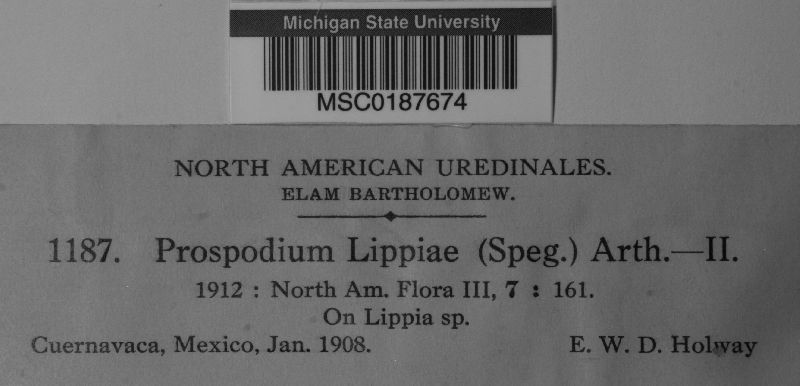 Michigan State University
MSC0187674
NORTH AMERICAN UREDINALES.
ELAM BARTHOLOMEW.
1187. Prospodium Lippiae (Speg.) Arth.—II.
1912 : North Am. Flora III, 7 : 161.
On Lippia sp.
Cuernavaca, Mexico, Jan. 1908. E. W. D. Holway